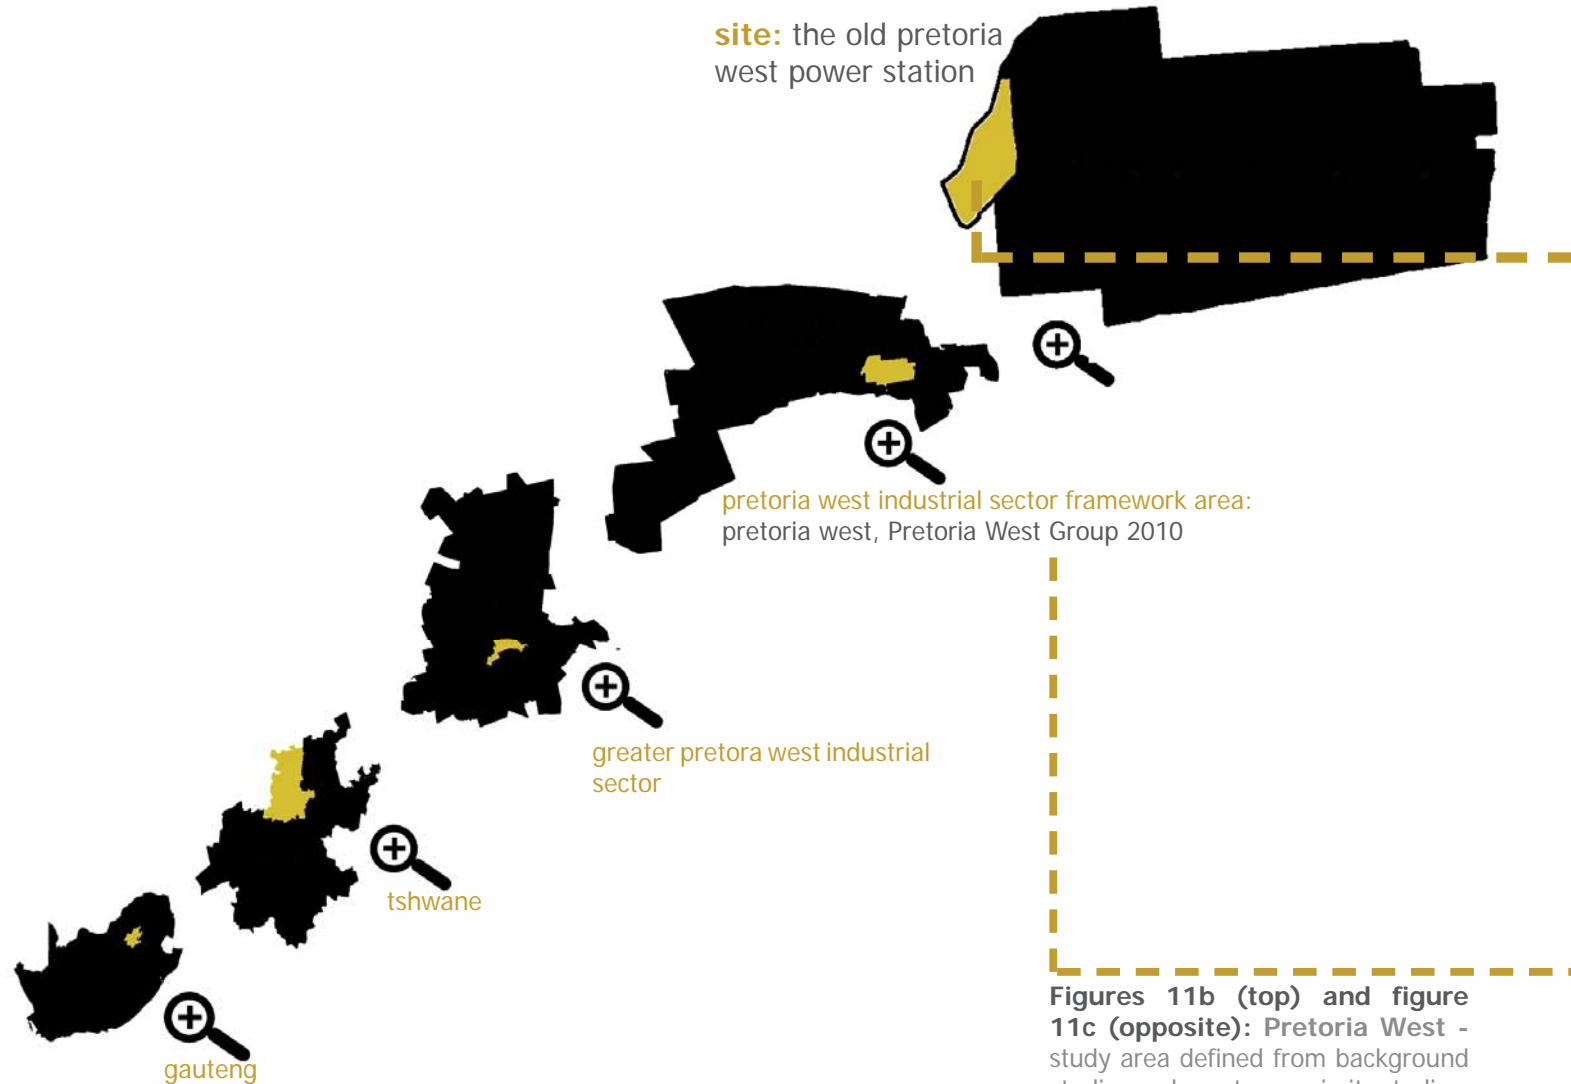 site: the old pretoria
west power station
pretoria west industrial sector framework area:
pretoria west, Pretoria West Group 2010
greater pretora west industrial
sector
tshwane
gauteng
Figures 11b (top) and figure
11c (opposite): Pretoria West -
study area defined from background